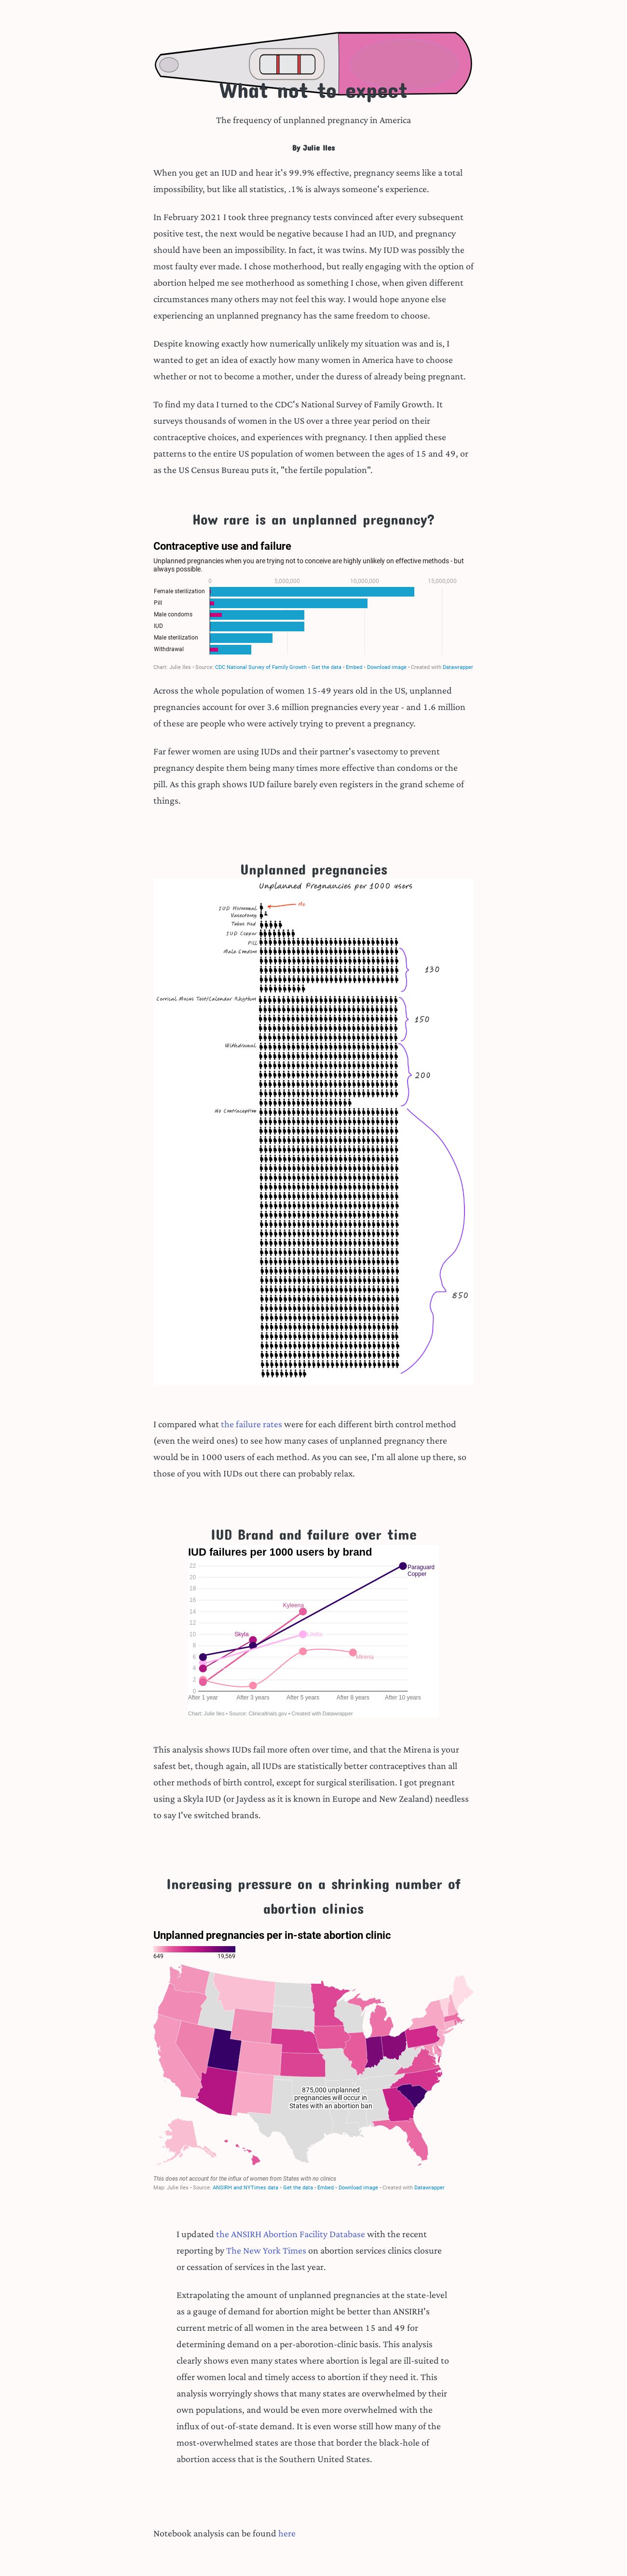 What not to expect
The frequency of unplanned pregnancy in America
By Julie Iles
When you get an IUD and hear it's 99.9% effective, pregnancy seems like a total
impossibility, but like all statistics, .1% is always someone's experience.
In February 2021 I took three pregnancy tests convinced after every subsequent
positive test, the next would be negative because I had an IUD, and pregnancy
should have been an impossibility. In fact, it was twins. My IUD was possibly the
most faulty ever made. I chose motherhood, but really engaging with the option of
abortion helped me see motherhood as something I chose, when given different
circumstances many others may not feel this way. I would hope anyone else
experiencing an unplanned pregnancy has the same freedom to choose.
Despite knowing exactly how numerically unlikely my situation was and is, I
wanted to get an idea of exactly how many women in America have to choose
whether or not to become a mother, under the duress of already being pregnant.
To find my data I turned to the CDC's National Survey of Family Growth. It
surveys thousands of women in the US over a three year period on their
contraceptive choices, and experiences with pregnancy. I then applied these
patterns to the entire US population of women between the ages of 15 and 49, or
as the US Census Bureau puts it, "the fertile population".
How rare is an unplanned pregnancy?
Contraceptive use and failure
Unplanned pregnancies when you are trying not to conceive are highly unlikely on effective methods - but
always possible.
0 5,000,000 10,000,000 15,000,000
Female sterilization
Pill
Male condoms
IUD
Male sterilization
Withdrawal
Chart: Julie Iles • Source: CDC National Survey of Family Growth • Get the data • Embed • Download image • Created with Datawrapper
Across the whole population of women 15-49 years old in the US, unplanned
pregnancies account for over 3.6 million pregnancies every year - and 1.6 million
of these are people who were actively trying to prevent a pregnancy.
Far fewer women are using IUDs and their partner's vasectomy to prevent
pregnancy despite them being many times more effective than condoms or the
pill. As this graph shows IUD failure barely even registers in the grand scheme of
things.
Unplanned pregnancies
Unplanned Pregnancies per 1000 users
IUD Hormonal
Me
Vasectomy
Tubes tied
IUD Copper
Pill
Male Condom
130
Cervical Mucus Test/Calendar Rhythm
150
Withdrawal
200
No Contraception
850
I compared what the failure rates were for each different birth control method
(even the weird ones) to see how many cases of unplanned pregnancy there
would be in 1000 users of each method. As you can see, I'm all alone up there, so
those of you with IUDs out there can probably relax.
IUD Brand and failure over time
IUD failures per 1000 users by brand
22
20
18
16
14
12
10
8
6
4
2
0
Paraguard
Copper
Kyleena
Skyla
Liletta
Mirena
After 1 year After 3 years After 5 years After 8 years After 10 years
Chart: Julie Iles • Source: Clinicaltrials.gov • Created with Datawrapper
This analysis shows IUDs fail more often over time, and that the Mirena is your
safest bet, though again, all IUDs are statistically better contraceptives than all
other methods of birth control, except for surgical sterilisation. I got pregnant
using a Skyla IUD (or Jaydess as it is known in Europe and New Zealand) needless
to say I've switched brands.
Increasing pressure on a shrinking number of
abortion clinics
Unplanned pregnancies per in-state abortion clinic
649 19,569
875,000 unplanned
pregnancies will occur in
States with an abortion ban
This does not account for the influx of women from States with no clinics
Map: Julie Iles • Source: ANSIRH and NYTimes data • Get the data • Embed • Download image • Created with Datawrapper
I updated the ANSIRH Abortion Facility Database with the recent
reporting by The New York Times on abortion services clinics closure
or cessation of services in the last year.
Extrapolating the amount of unplanned pregnancies at the state-level
as a gauge of demand for abortion might be better than ANSIRH's
current metric of all women in the area between 15 and 49 for
determining demand on a per-aborotion-clinic basis. This analysis
clearly shows even many states where abortion is legal are ill-suited to
offer women local and timely access to abortion if they need it. This
analysis worryingly shows that many states are overwhelmed by their
own populations, and would be even more overwhelmed with the
influx of out-of-state demand. It is even worse still how many of the
most-overwhelmed states are those that border the black-hole of
abortion access that is the Southern United States.
Notebook analysis can be found here